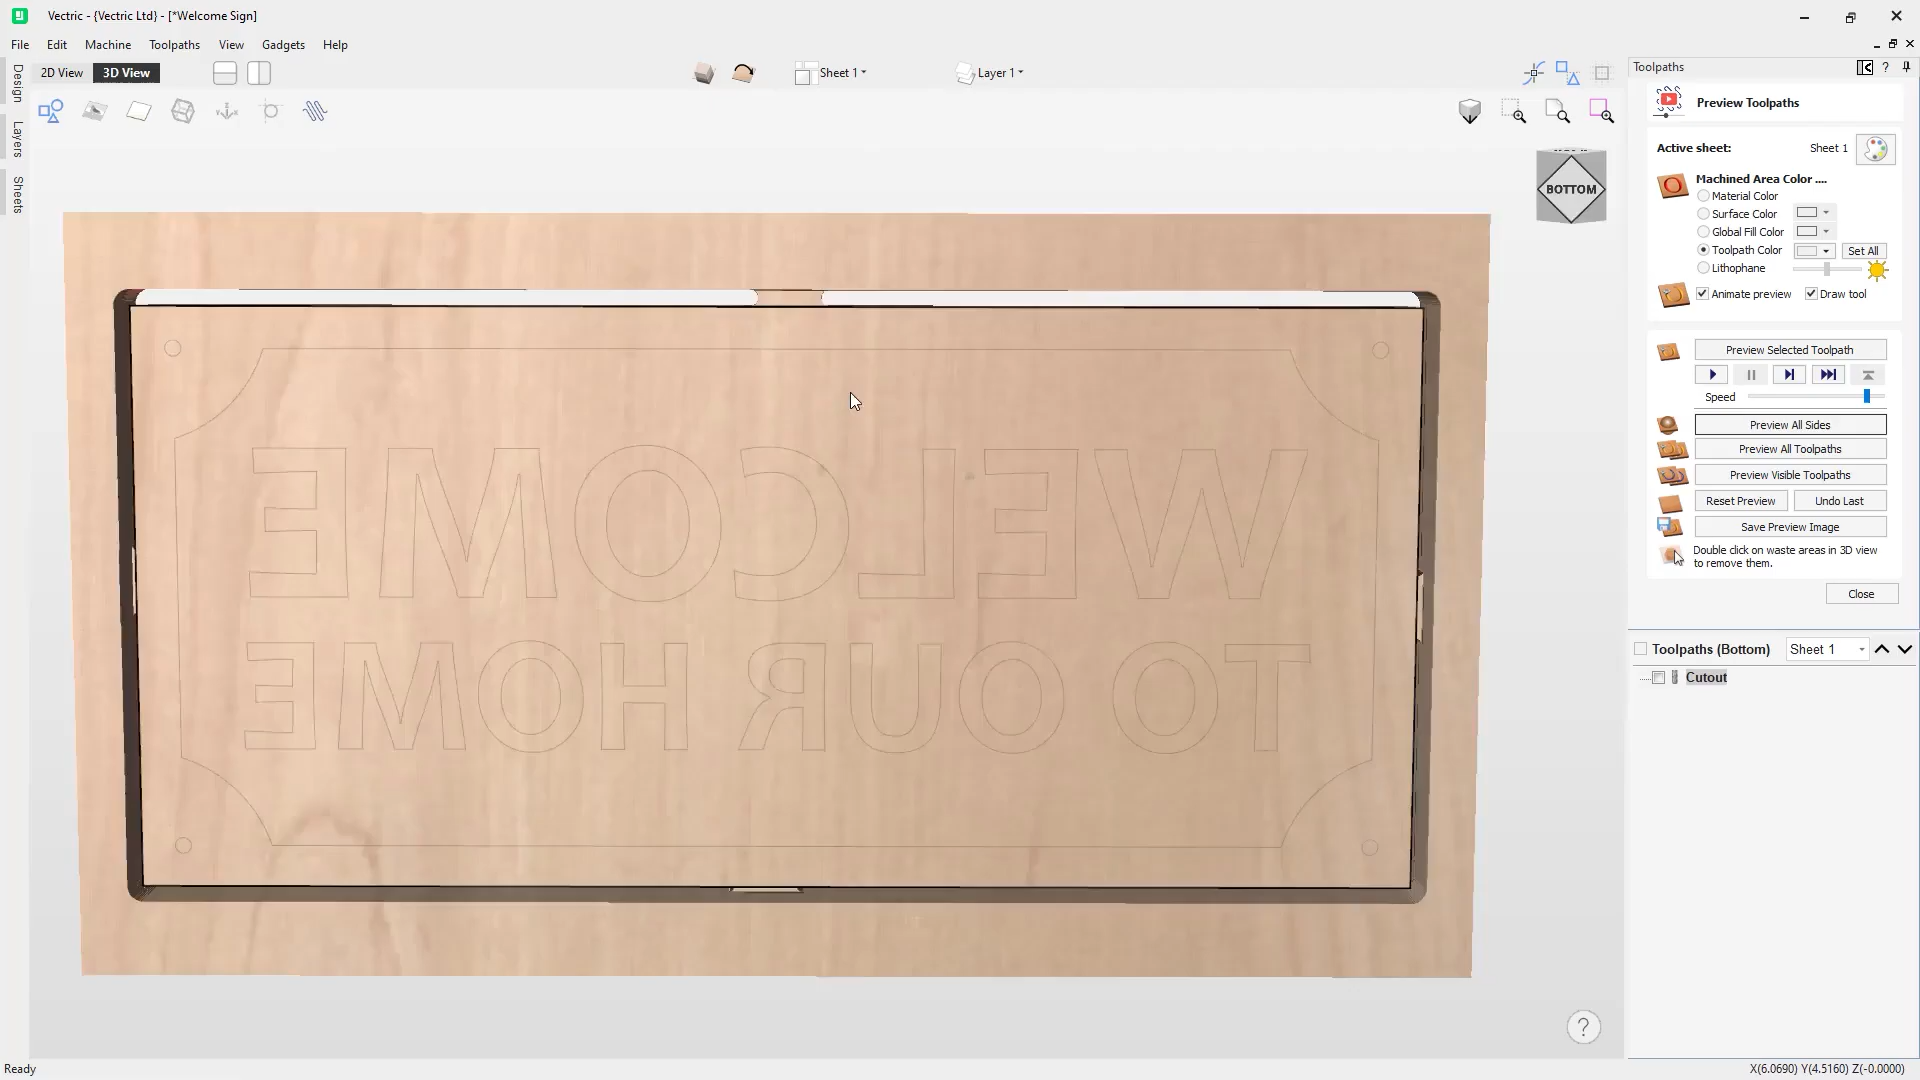 Vectric - {Vectric Ltd} - [*Welcome Sign]
File Edit Machine Toolpaths View Gadgets Help
2D View 3D View Sheet 1 Layer 1
Design
Layers
Sheets
BOTTOM
WELCOME
TO OUR HOME
Toolpaths
?
Preview Toolpaths
Active sheet: Sheet 1
Machined Area Color ....
Material Color
Surface Color
Global Fill Color
Toolpath Color Set All
Lithophane
Animate preview Draw tool
Preview Selected Toolpath
Speed
Preview All Sides
Preview All Toolpaths
Preview Visible Toolpaths
Reset Preview Undo Last
Save Preview Image
Double click on waste areas in 3D view
to remove them.
Close
Toolpaths (Bottom) Sheet 1
Cutout
?
Ready
X(6.0690) Y(4.5160) Z(-0.0000)